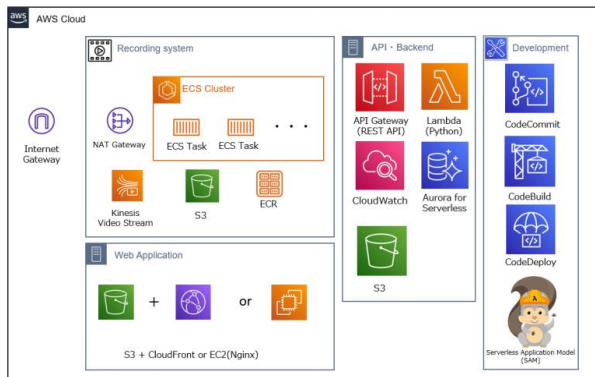 aws
AWS Cloud
Recording system
ECS Cluster
ECS Task
ECS Task
. . .
Internet
Gateway
NAT Gateway
Kinesis
Video Stream
S3
ECR
Web Application
+
or
S3 + CloudFront or EC2(Nginx)
API・Backend
API Gateway
(REST API)
Lambda
(Python)
CloudWatch
Aurora for
Serverless
S3
Development
CodeCommit
CodeBuild
CodeDeploy
Serverless Application Model
(SAM)